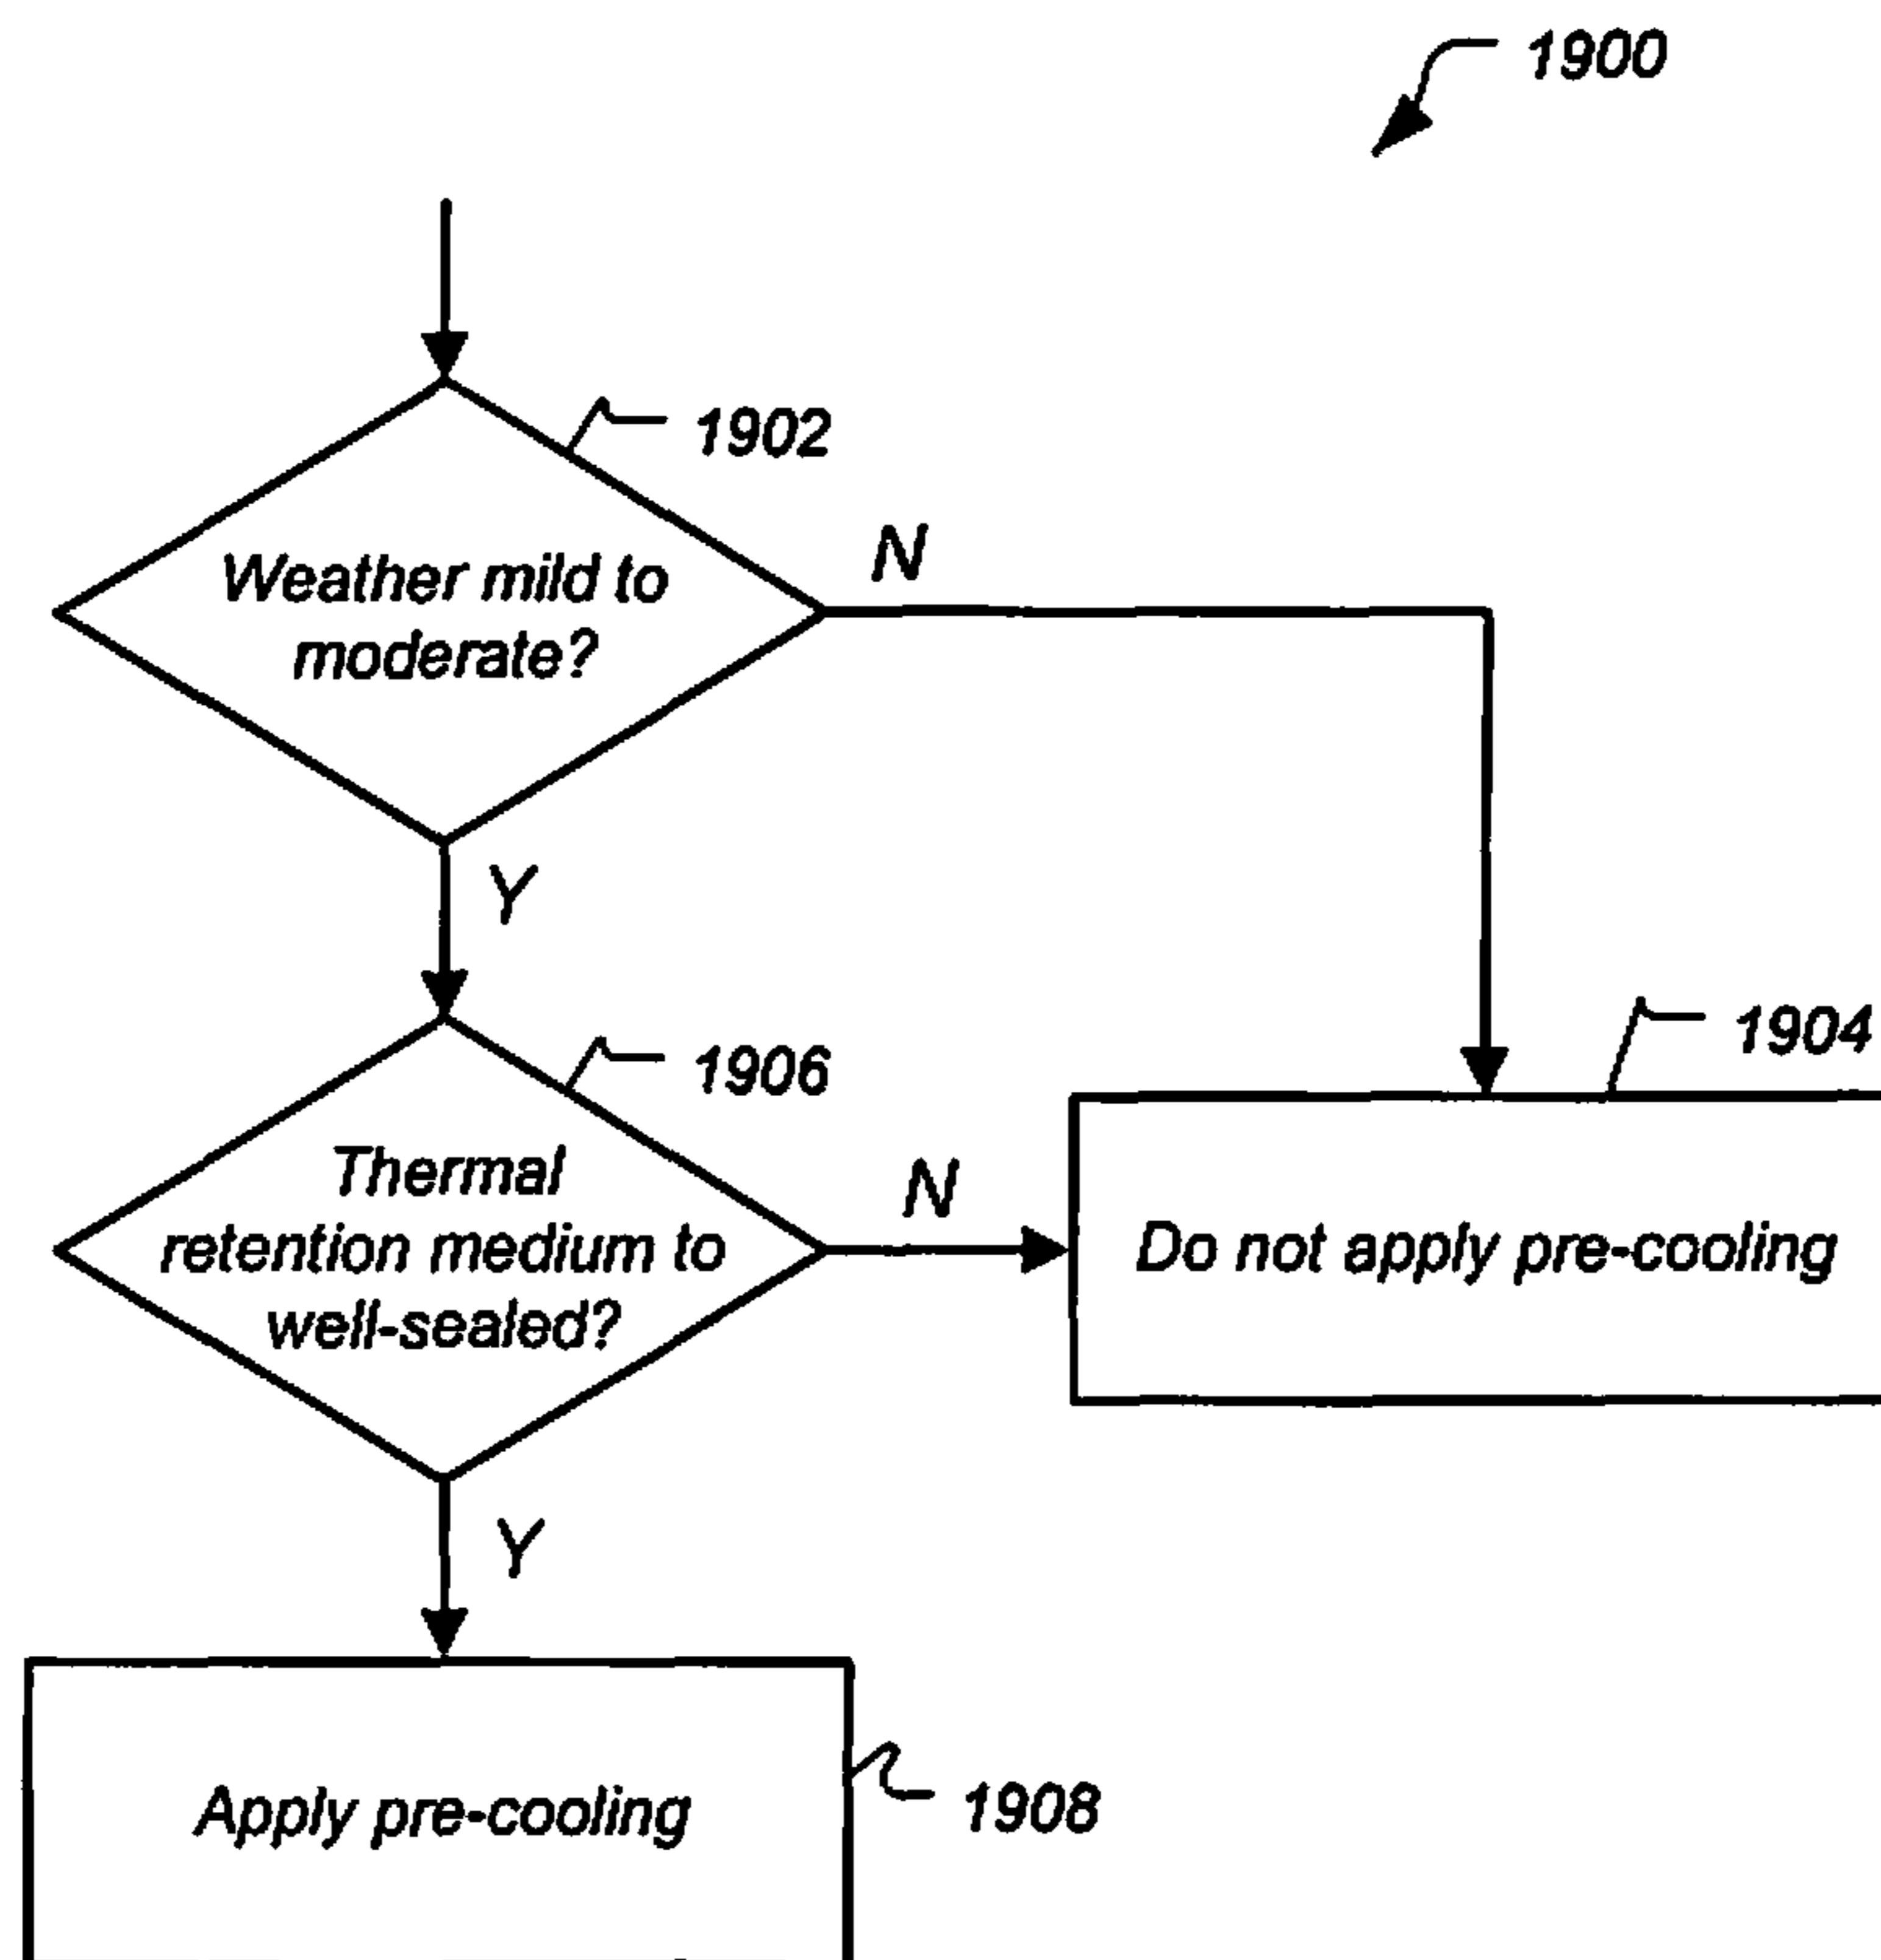 1900
1902
Weather mild to
moderate?
N
Y
1904
1906
Thermal
retention medium to
well-sealed?
N
Do not apply pre-cooling
Y
Apply pre-cooling
1908